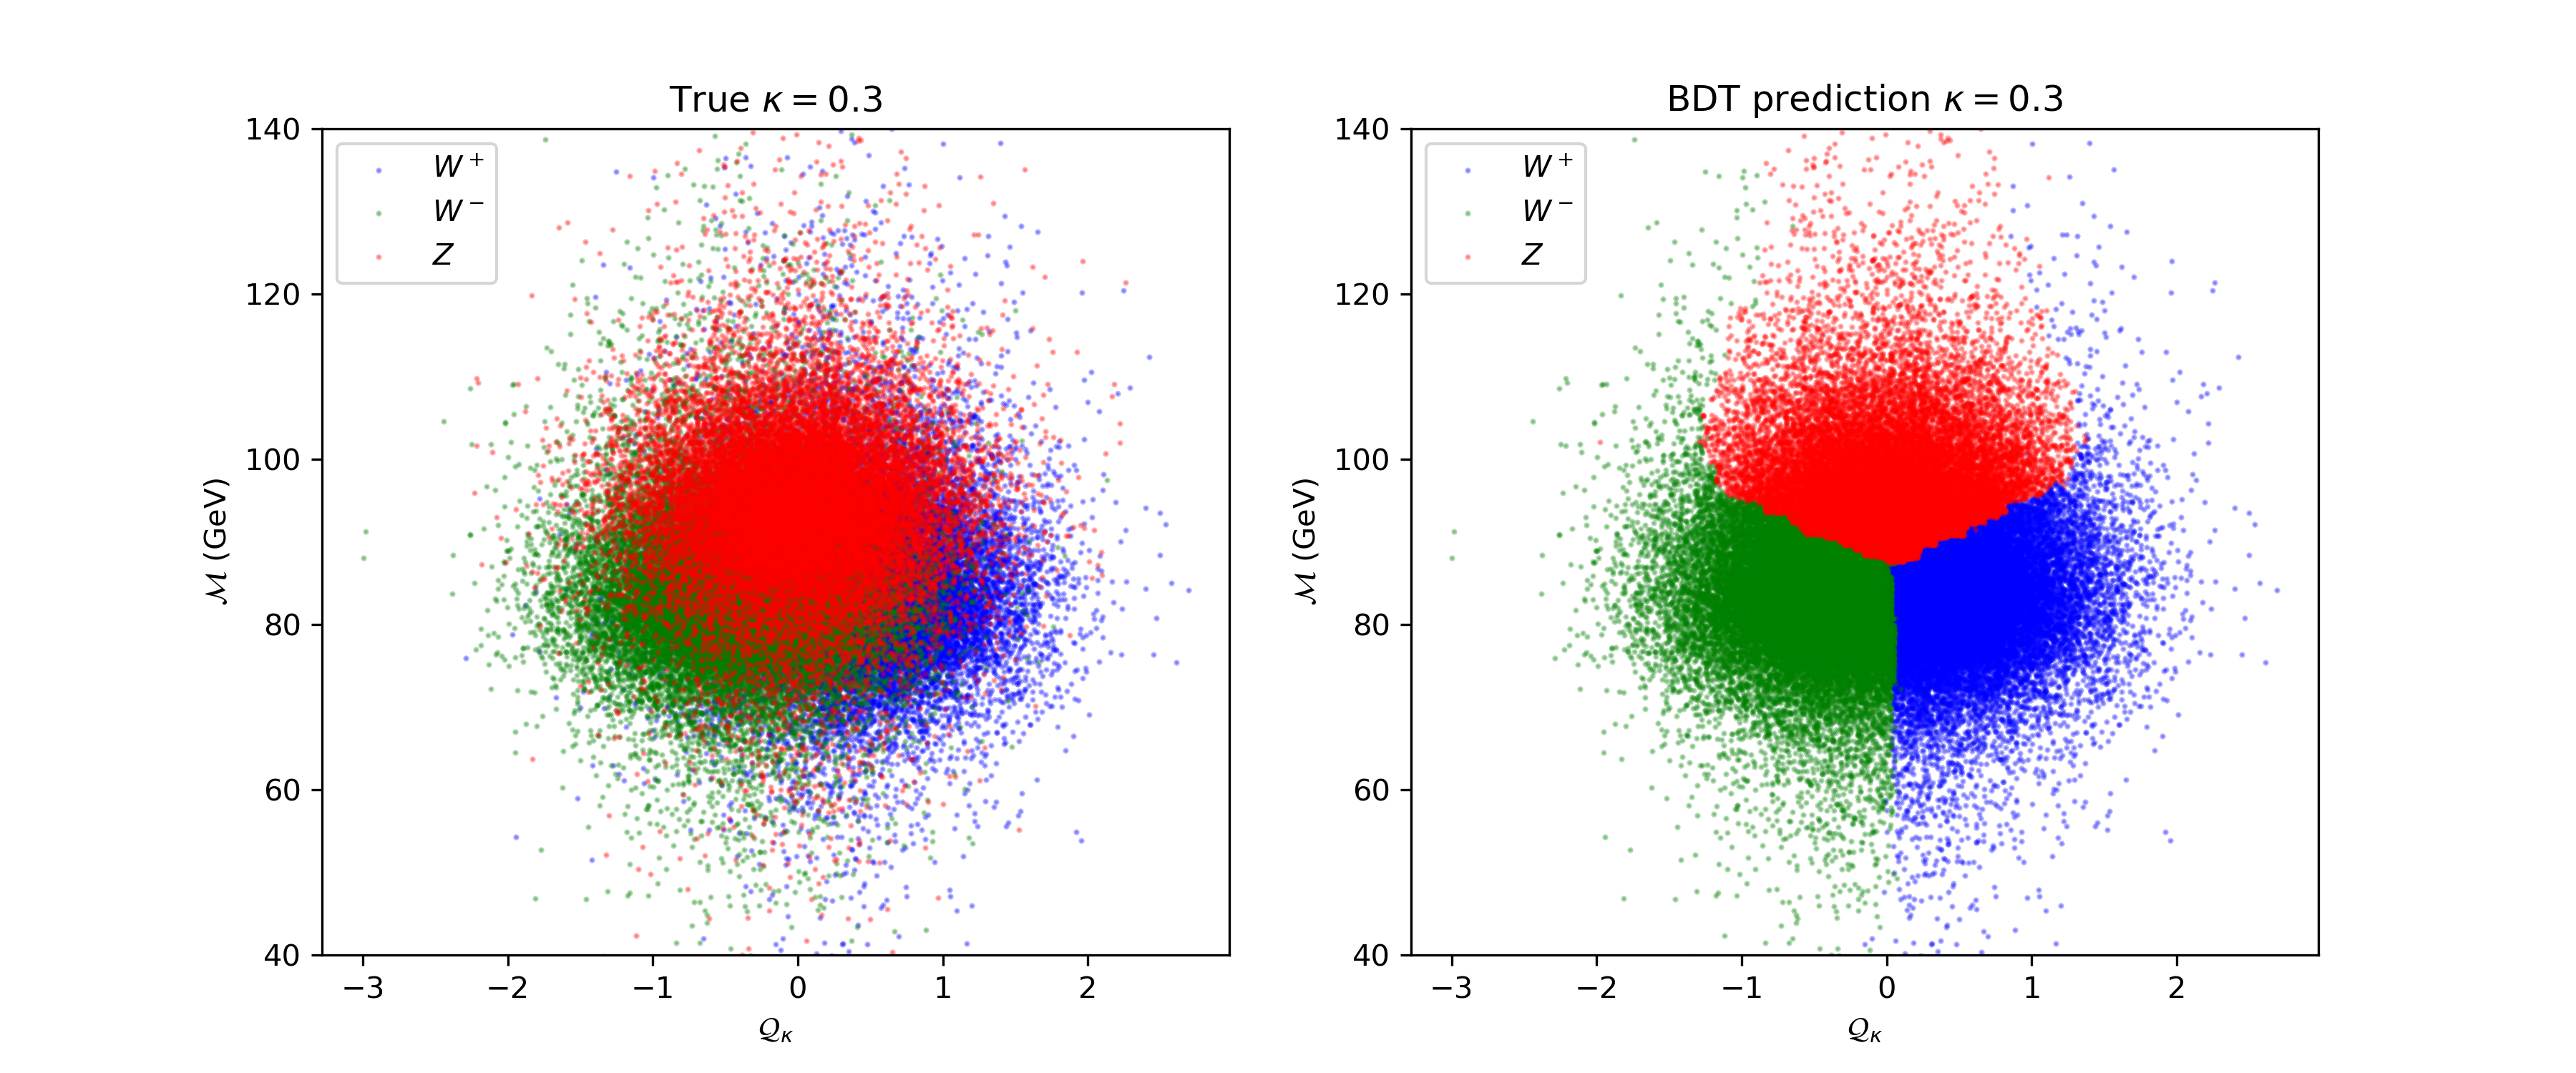 True κ = 0.3
140
120
100
80
60
40
−3
−2
−1
0
1
2
W⁺
W⁻
Z
ℳ (GeV)
𝒬κ
BDT prediction κ = 0.3
140
120
100
80
60
40
−3
−2
−1
0
1
2
W⁺
W⁻
Z
ℳ (GeV)
𝒬κ